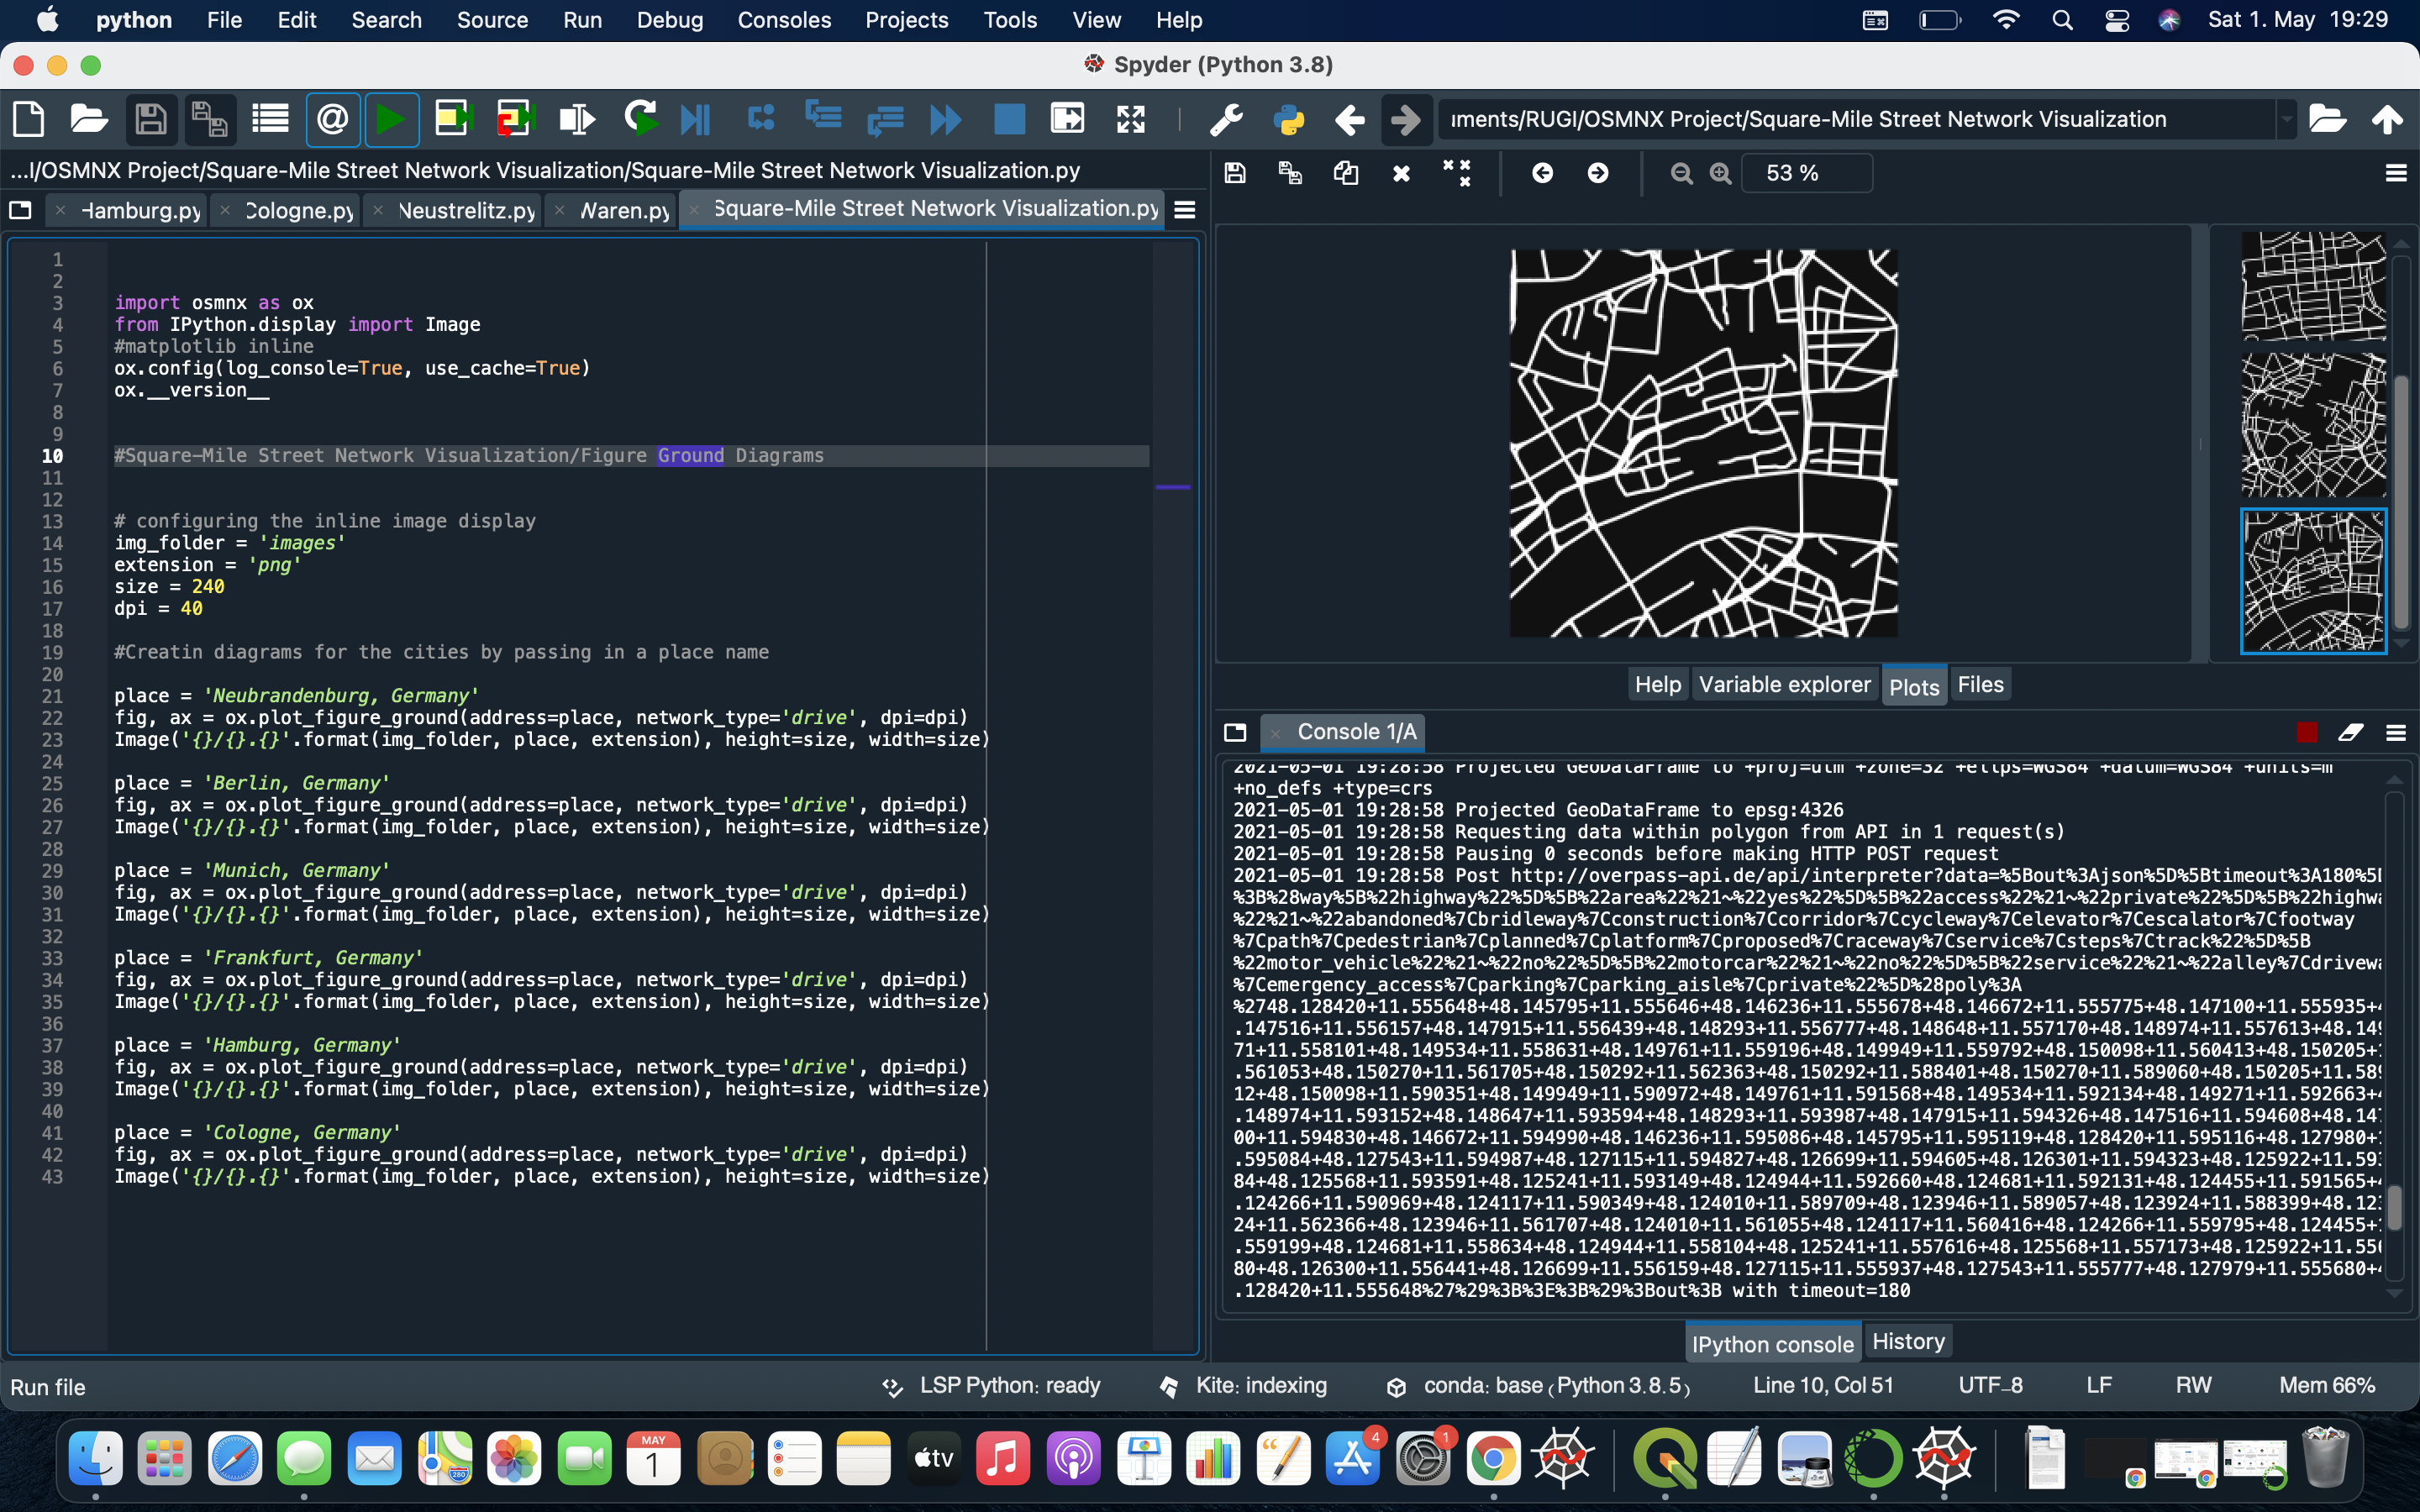 python File Edit Search Source Run Debug Consoles Projects Tools View Help Sat 1. May 19:29
Spyder (Python 3.8)
uments/RUGI/OSMNX Project/Square-Mile Street Network Visualization
...I/OSMNX Project/Square-Mile Street Network Visualization/Square-Mile Street Network Visualization.py
53 %
Hamburg.py Cologne.py Neustrelitz.py Waren.py Square-Mile Street Network Visualization.py
1
2
3 import osmnx as ox
4 from IPython.display import Image
5 #matplotlib inline
6 ox.config(log_console=True, use_cache=True)
7 ox.__version__
8
9
10 #Square-Mile Street Network Visualization/Figure Ground Diagrams
11
12
13 # configuring the inline image display
14 img_folder = 'images'
15 extension = 'png'
16 size = 240
17 dpi = 40
18
19 #Creatin diagrams for the cities by passing in a place name
20
21 place = 'Neubrandenburg, Germany'
22 fig, ax = ox.plot_figure_ground(address=place, network_type='drive', dpi=dpi)
23 Image('{}/{}.{}'.format(img_folder, place, extension), height=size, width=size)
24
25 place = 'Berlin, Germany'
26 fig, ax = ox.plot_figure_ground(address=place, network_type='drive', dpi=dpi)
27 Image('{}/{}.{}'.format(img_folder, place, extension), height=size, width=size)
28
29 place = 'Munich, Germany'
30 fig, ax = ox.plot_figure_ground(address=place, network_type='drive', dpi=dpi)
31 Image('{}/{}.{}'.format(img_folder, place, extension), height=size, width=size)
32
33 place = 'Frankfurt, Germany'
34 fig, ax = ox.plot_figure_ground(address=place, network_type='drive', dpi=dpi)
35 Image('{}/{}.{}'.format(img_folder, place, extension), height=size, width=size)
36
37 place = 'Hamburg, Germany'
38 fig, ax = ox.plot_figure_ground(address=place, network_type='drive', dpi=dpi)
39 Image('{}/{}.{}'.format(img_folder, place, extension), height=size, width=size)
40
41 place = 'Cologne, Germany'
42 fig, ax = ox.plot_figure_ground(address=place, network_type='drive', dpi=dpi)
43 Image('{}/{}.{}'.format(img_folder, place, extension), height=size, width=size)
Help Variable explorer Plots Files
Console 1/A
2021-05-01 19:28:58 Projected GeoDataFrame to +proj=utm +zone=32 +ellps=WGS84 +datum=WGS84 +units=m
+no_defs +type=crs
2021-05-01 19:28:58 Projected GeoDataFrame to epsg:4326
2021-05-01 19:28:58 Requesting data within polygon from API in 1 request(s)
2021-05-01 19:28:58 Pausing 0 seconds before making HTTP POST request
2021-05-01 19:28:58 Post http://overpass-api.de/api/interpreter?data=%5Bout%3Ajson%5D%5Btimeout%3A180%5D
%3B%28way%5B%22highway%22%5D%5B%22area%22%21~%22yes%22%5D%5B%22access%22%21~%22private%22%5D%5B%22highwa
%22%21~%22abandoned%7Cbridleway%7Cconstruction%7Ccorridor%7Ccycleway%7Celevator%7Cescalator%7Cfootway
%7Cpath%7Cpedestrian%7Cplanned%7Cplatform%7Cproposed%7Craceway%7Cservice%7Csteps%7Ctrack%22%5D%5B
%22motor_vehicle%22%21~%22no%22%5D%5B%22motorcar%22%21~%22no%22%5D%5B%22service%22%21~%22alley%7Cdrivewa
%7Cemergency_access%7Cparking%7Cparking_aisle%7Cprivate%22%5D%28poly%3A
%2748.128420+11.555648+48.145795+11.555646+48.146236+11.555678+48.146672+11.555775+48.147100+11.555935+4
.147516+11.556157+48.147915+11.556439+48.148293+11.556777+48.148648+11.557170+48.148974+11.557613+48.149
71+11.558101+48.149534+11.558631+48.149761+11.559196+48.149949+11.559792+48.150098+11.560413+48.150205+1
.561053+48.150270+11.561705+48.150292+11.562363+48.150292+11.588401+48.150270+11.589060+48.150205+11.589
12+48.150098+11.590351+48.149949+11.590972+48.149761+11.591568+48.149534+11.592134+48.149271+11.592663+4
.148974+11.593152+48.148647+11.593594+48.148293+11.593987+48.147915+11.594326+48.147516+11.594608+48.147
00+11.594830+48.146672+11.594990+48.146236+11.595086+48.145795+11.595119+48.128420+11.595116+48.127980+1
.595084+48.127543+11.594987+48.127115+11.594827+48.126699+11.594605+48.126301+11.594323+48.125922+11.593
84+48.125568+11.593591+48.125241+11.593149+48.124944+11.592660+48.124681+11.592131+48.124455+11.591565+4
.124266+11.590969+48.124117+11.590349+48.124010+11.589709+48.123946+11.589057+48.123924+11.588399+48.123
24+11.562366+48.123946+11.561707+48.124010+11.561055+48.124117+11.560416+48.124266+11.559795+48.124455+1
.559199+48.124681+11.558634+48.124944+11.558104+48.125241+11.557616+48.125568+11.557173+48.125922+11.556
80+48.126300+11.556441+48.126699+11.556159+48.127115+11.555937+48.127543+11.555777+48.127979+11.555680+4
.128420+11.555648%27%29%3B%3E%3B%29%3Bout%3B with timeout=180
IPython console History
Run file LSP Python: ready Kite: indexing conda: base (Python 3.8.5) Line 10, Col 51 UTF-8 LF RW Mem 66%
280 MAY 1 tv 4 1